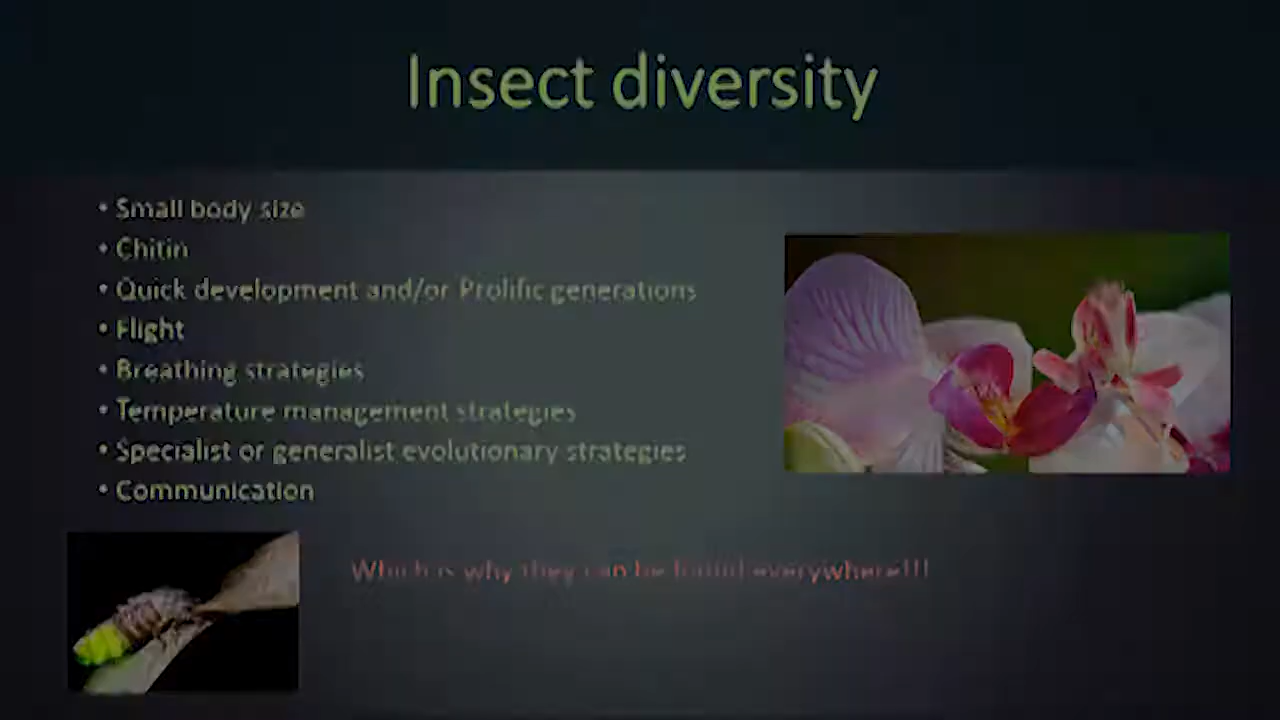 Insect diversity
• Small body size
• Chitin
• Quick development and/or Prolific generations
• Flight
• Breathing strategies
• Temperature management strategies
• Specialist or generalist evolutionary strategies
• Communication
Which is why they can be found everywhere!!!